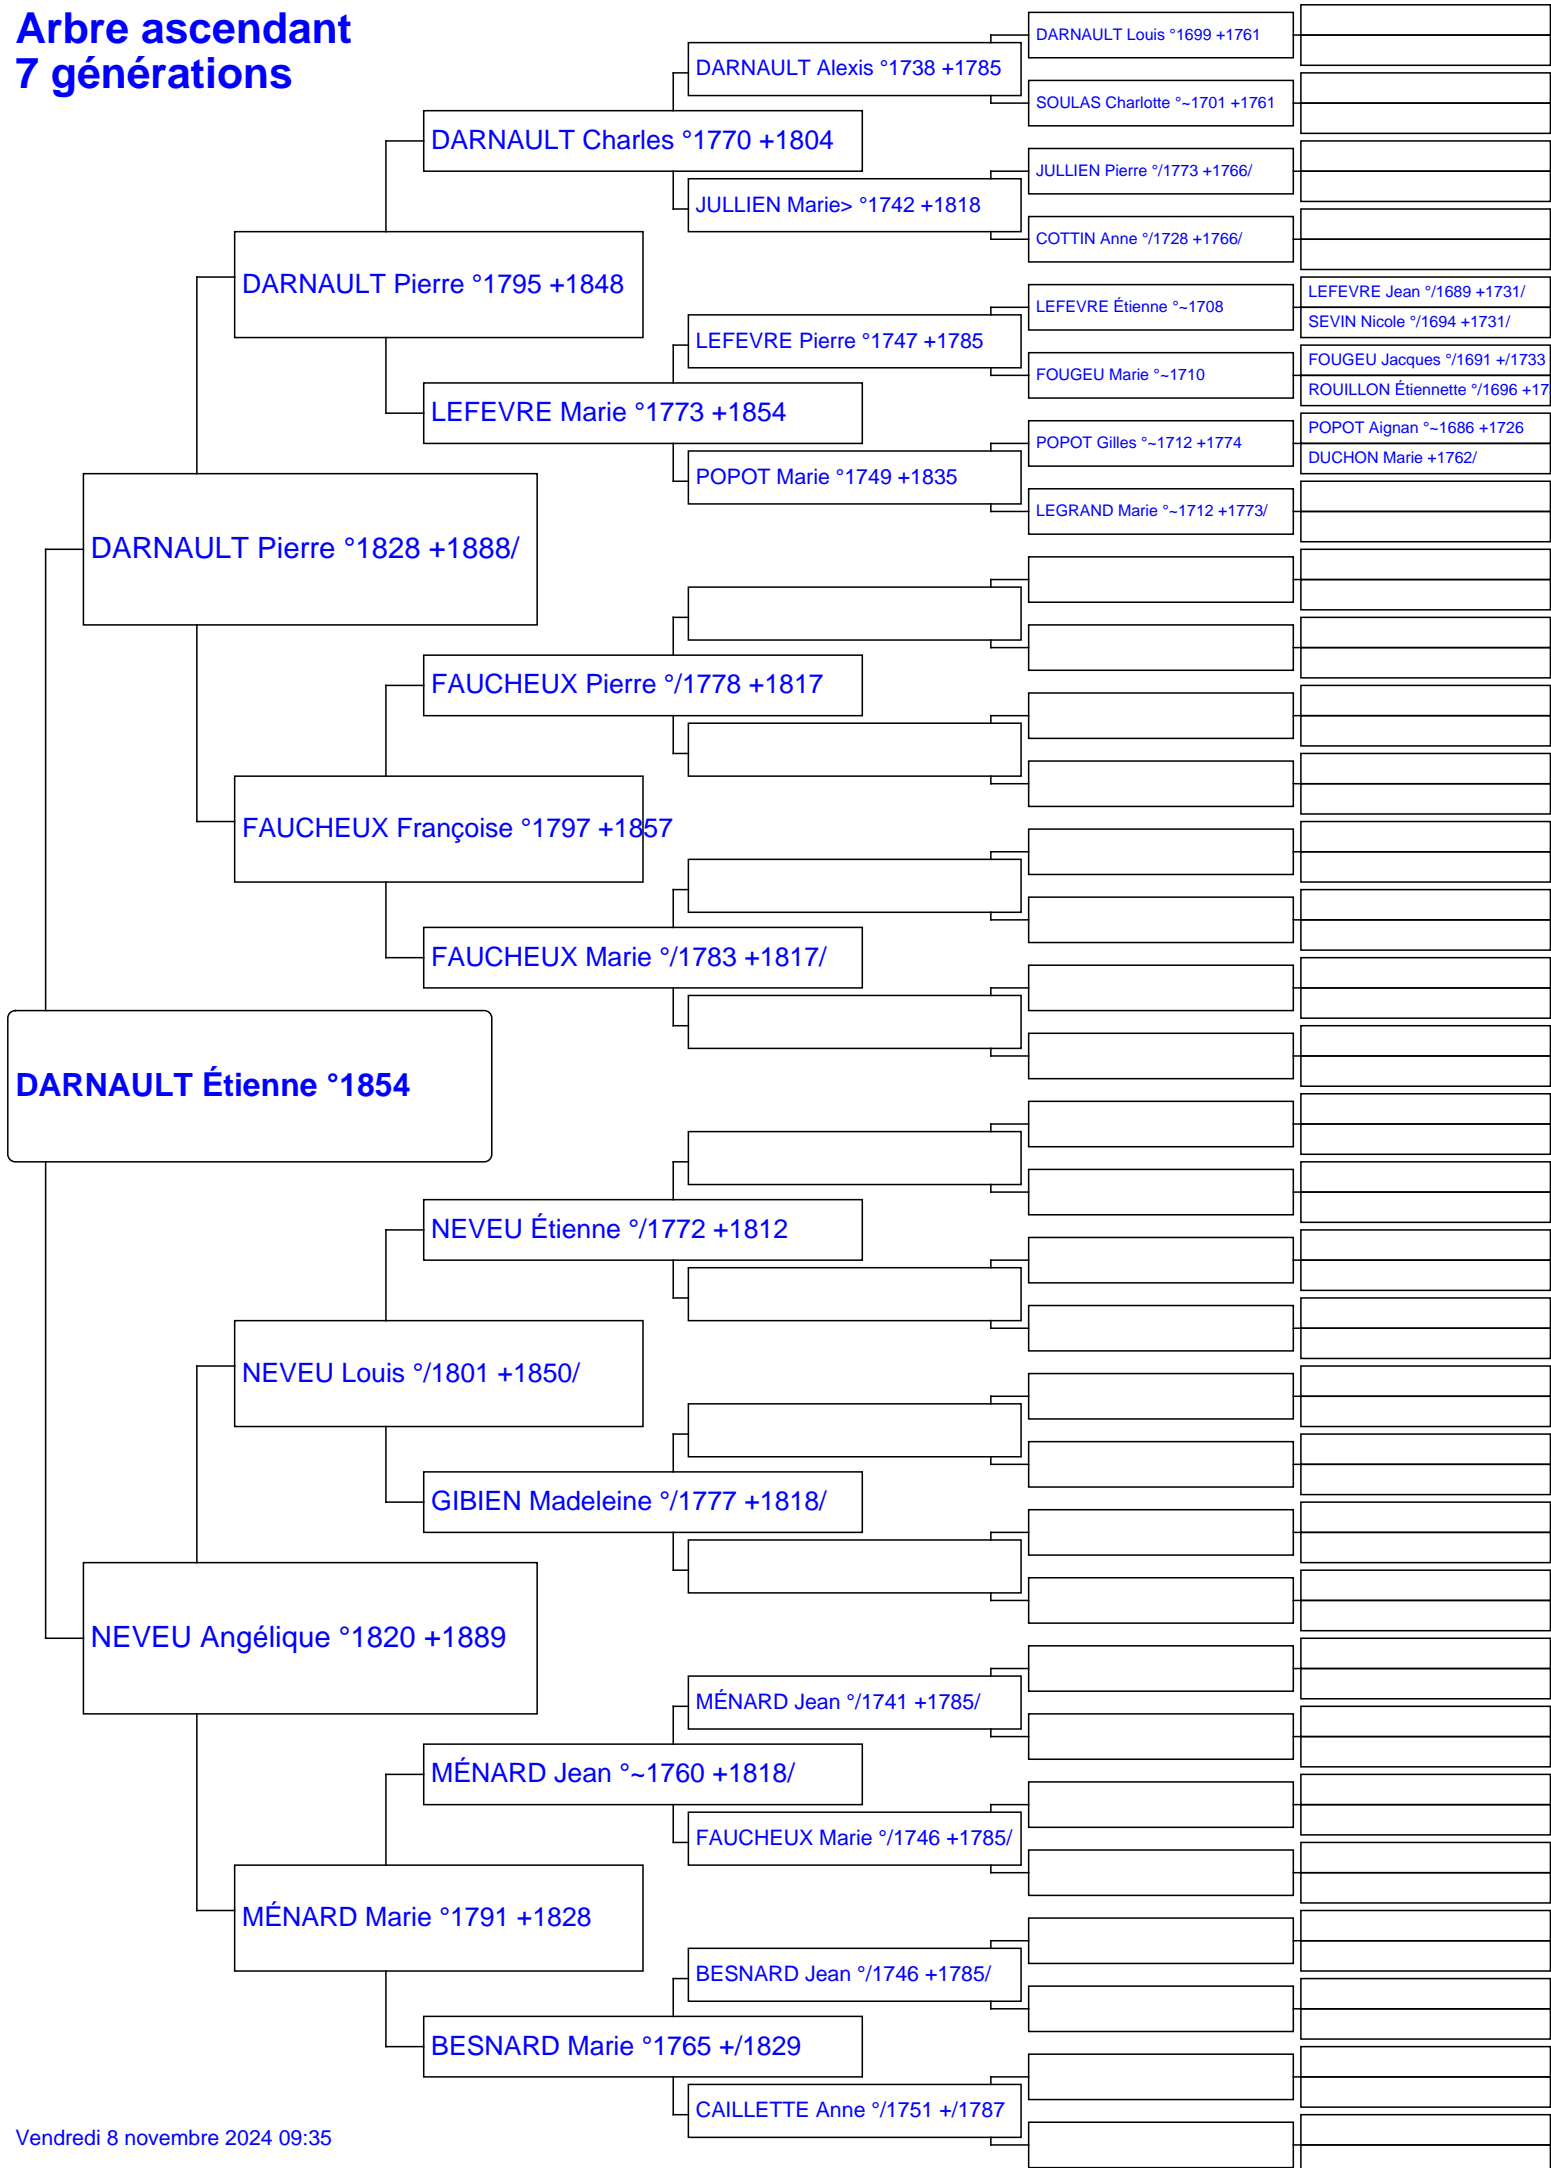 Arbre ascendant
7 générations
DARNAULT Louis °1699 +1761
DARNAULT Alexis °1738 +1785
SOULAS Charlotte °~1701 +1761
DARNAULT Charles °1770 +1804
JULLIEN Pierre °/1773 +1766/
JULLIEN Marie> °1742 +1818
COTTIN Anne °/1728 +1766/
DARNAULT Pierre °1795 +1848
LEFEVRE Jean °/1689 +1731/
LEFEVRE Étienne °~1708
SEVIN Nicole °/1694 +1731/
LEFEVRE Pierre °1747 +1785
FOUGEU Jacques °/1691 +/1733
FOUGEU Marie °~1710
ROUILLON Étiennette °/1696 +17
LEFEVRE Marie °1773 +1854
POPOT Aignan °~1686 +1726
POPOT Gilles °~1712 +1774
DUCHON Marie +1762/
POPOT Marie °1749 +1835
LEGRAND Marie °~1712 +1773/
DARNAULT Pierre °1828 +1888/
FAUCHEUX Pierre °/1778 +1817
FAUCHEUX Françoise °1797 +1857
FAUCHEUX Marie °/1783 +1817/
DARNAULT Étienne °1854
NEVEU Étienne °/1772 +1812
NEVEU Louis °/1801 +1850/
GIBIEN Madeleine °/1777 +1818/
NEVEU Angélique °1820 +1889
MÉNARD Jean °/1741 +1785/
MÉNARD Jean °~1760 +1818/
FAUCHEUX Marie °/1746 +1785/
MÉNARD Marie °1791 +1828
BESNARD Jean °/1746 +1785/
BESNARD Marie °1765 +/1829
CAILLETTE Anne °/1751 +/1787
Vendredi 8 novembre 2024 09:35